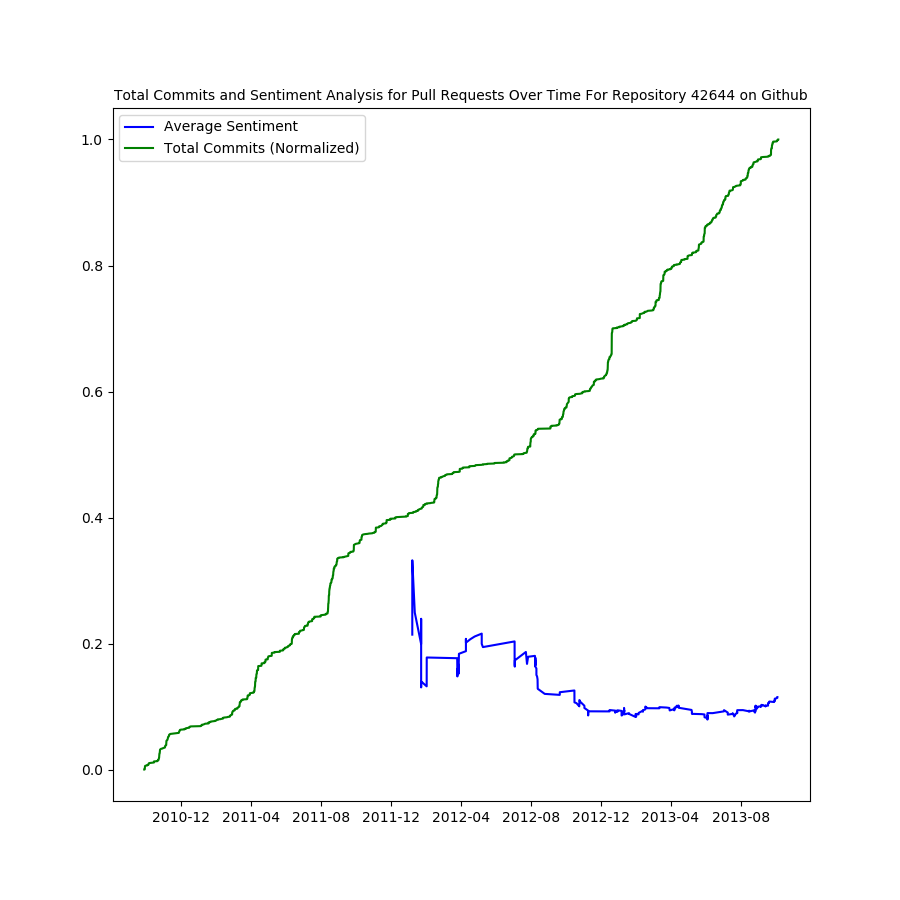 Total Commits and Sentiment Analysis for Pull Requests Over Time For Repository 42644 on Github
Average Sentiment
Total Commits (Normalized)
1.0
0.8
0.6
0.4
0.2
0.0
2010-12 2011-04 2011-08 2011-12 2012-04 2012-08 2012-12 2013-04 2013-08